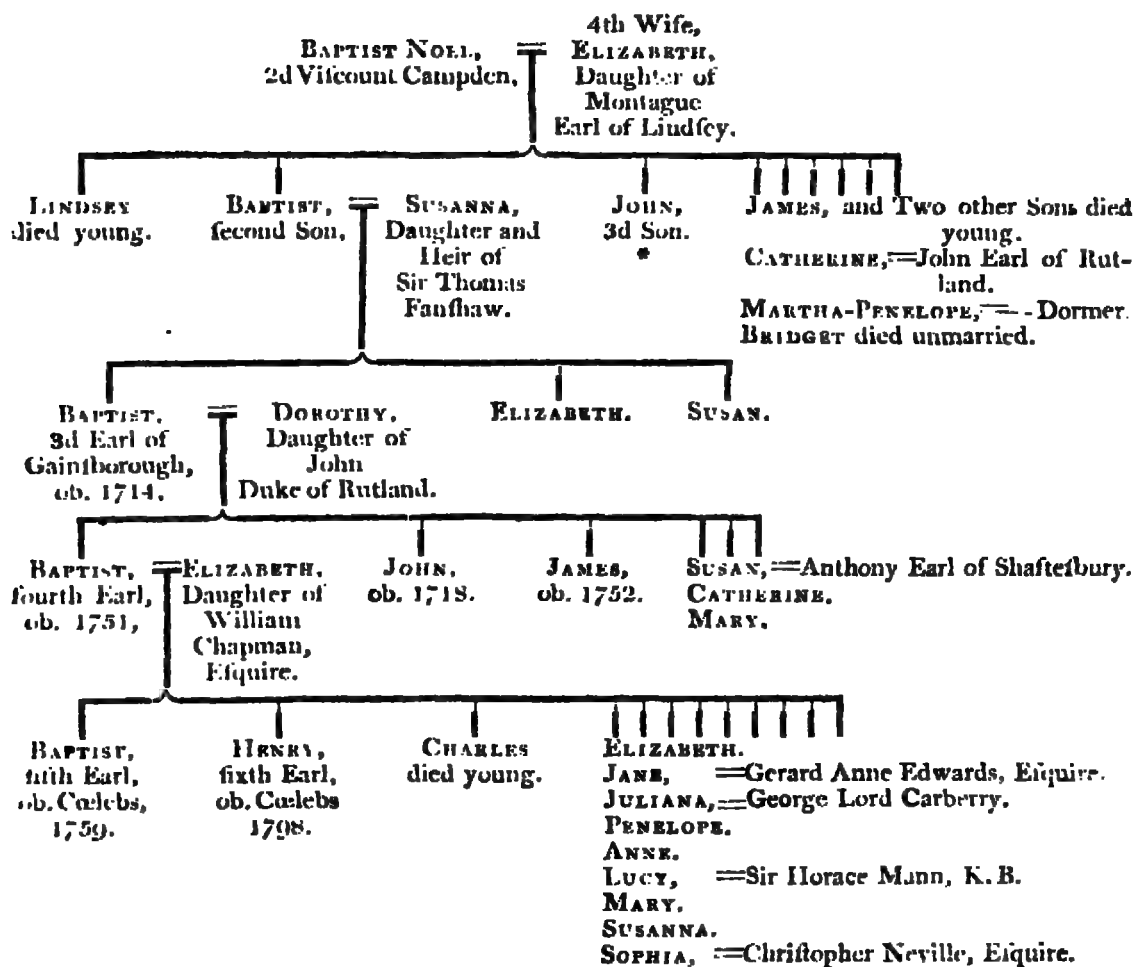 4th Wife,
BAPTIST NOEL, = ELIZABETH,
2d Viſcount Campden, Daughter of
Montague
Earl of Lindſey.
LINDSEY BAPTIST, = SUSANNA, JOHN, JAMES, and Two other Sons died
died young. ſecond Son, Daughter and 3d Son. young.
Heir of * CATHERINE,=John Earl of Rut-
Sir Thomas land.
Fanſhaw. MARTHA-PENELOPE,= - - Dormer.
BRIDGET died unmarried.
BAPTIST, = DOROTHY, ELIZABETH. SUSAN.
3d Earl of Daughter of
Gainſborough, John
ob. 1714. Duke of Rutland.
BAPTIST, = ELIZABETH, JOHN, JAMES, SUSAN,=Anthony Earl of Shafteſbury.
fourth Earl, Daughter of ob. 1718. ob. 1752. CATHERINE.
ob. 1751, William MARY.
Chapman,
Eſquire.
BAPTIST, HENRY, CHARLES ELIZABETH.
fifth Earl, ſixth Earl, died young. JANE, =Gerard Anne Edwards, Eſquire.
ob. Cœlebs, ob. Cœlebs JULIANA,=George Lord Carberry.
1759. 1798. PENELOPE.
ANNE.
LUCY, =Sir Horace Mann, K. B.
MARY.
SUSANNA.
SOPHIA, =Chriſtopher Neville, Eſquire.